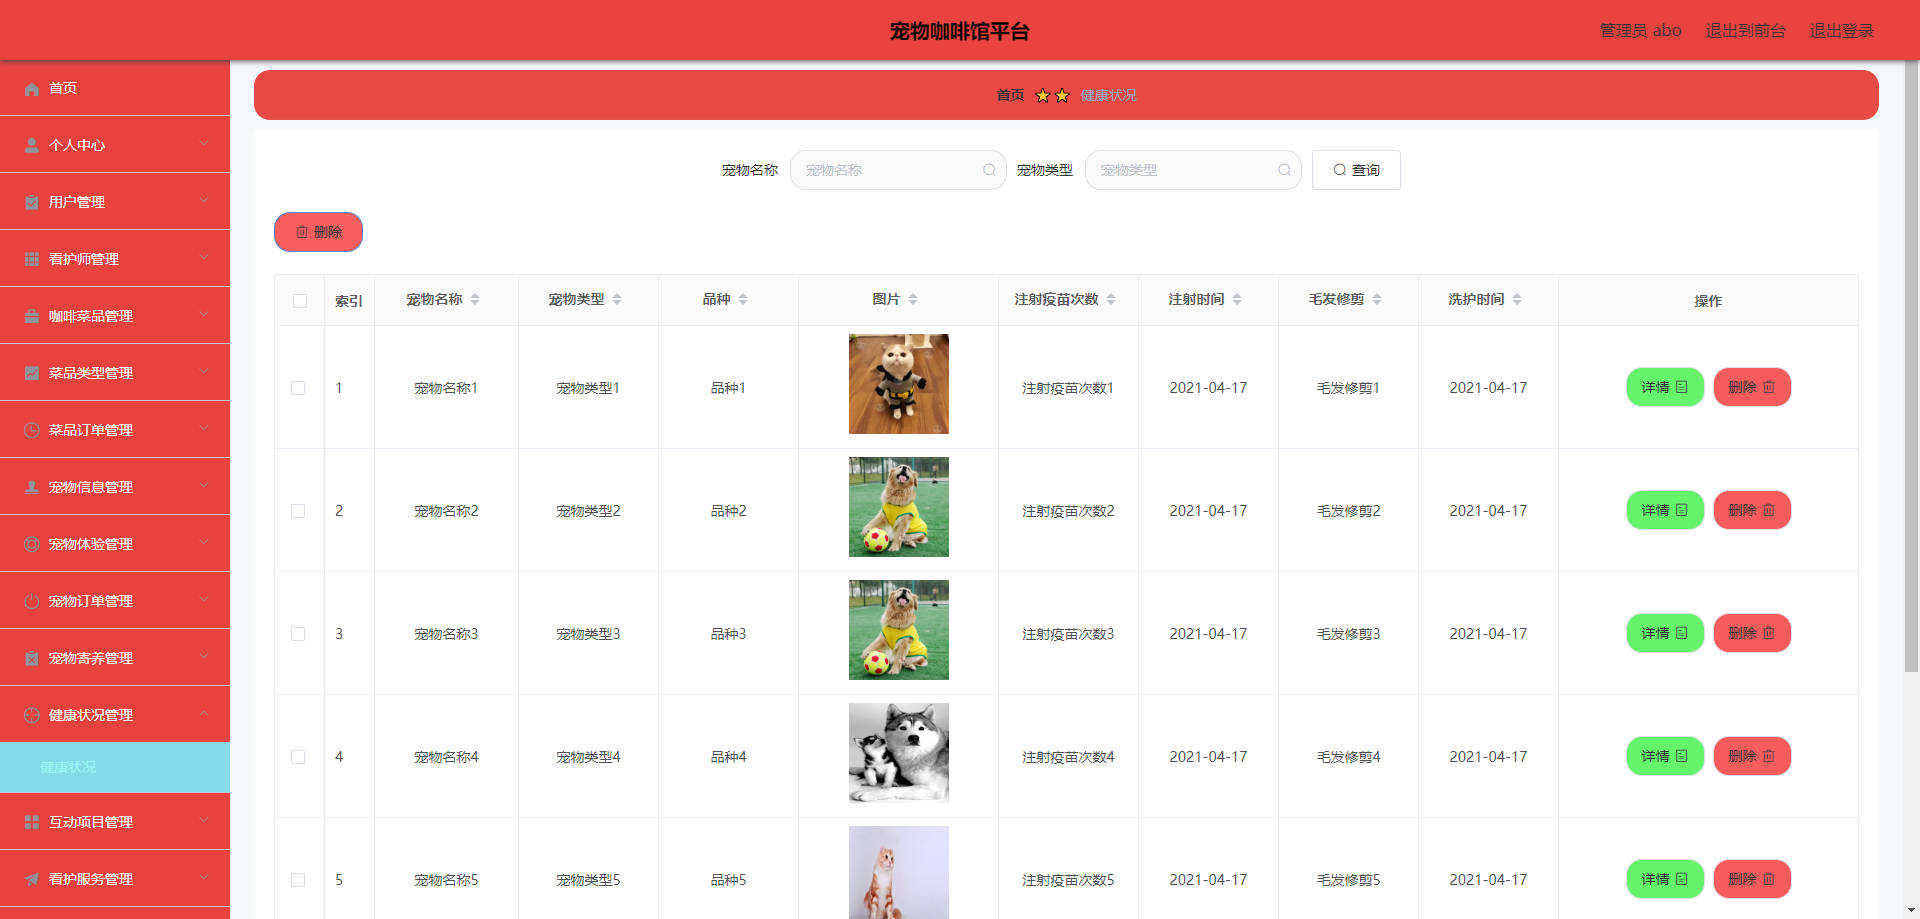 宠物咖啡馆平台
管理员 abo 退出到前台 退出登录
首页
个人中心
用户管理
看护师管理
咖啡菜品管理
菜品类型管理
菜品订单管理
宠物信息管理
宠物体验管理
宠物订单管理
宠物寄养管理
健康状况管理
健康状况
互动项目管理
看护服务管理
首页 健康状况
宠物名称 宠物名称 宠物类型 宠物类型 查询
删除
索引 宠物名称 宠物类型 品种 图片 注射疫苗次数 注射时间 毛发修剪 洗护时间 操作
1 宠物名称1 宠物类型1 品种1 注射疫苗次数1 2021-04-17 毛发修剪1 2021-04-17 详情 删除
2 宠物名称2 宠物类型2 品种2 注射疫苗次数2 2021-04-17 毛发修剪2 2021-04-17 详情 删除
3 宠物名称3 宠物类型3 品种3 注射疫苗次数3 2021-04-17 毛发修剪3 2021-04-17 详情 删除
4 宠物名称4 宠物类型4 品种4 注射疫苗次数4 2021-04-17 毛发修剪4 2021-04-17 详情 删除
5 宠物名称5 宠物类型5 品种5 注射疫苗次数5 2021-04-17 毛发修剪5 2021-04-17 详情 删除